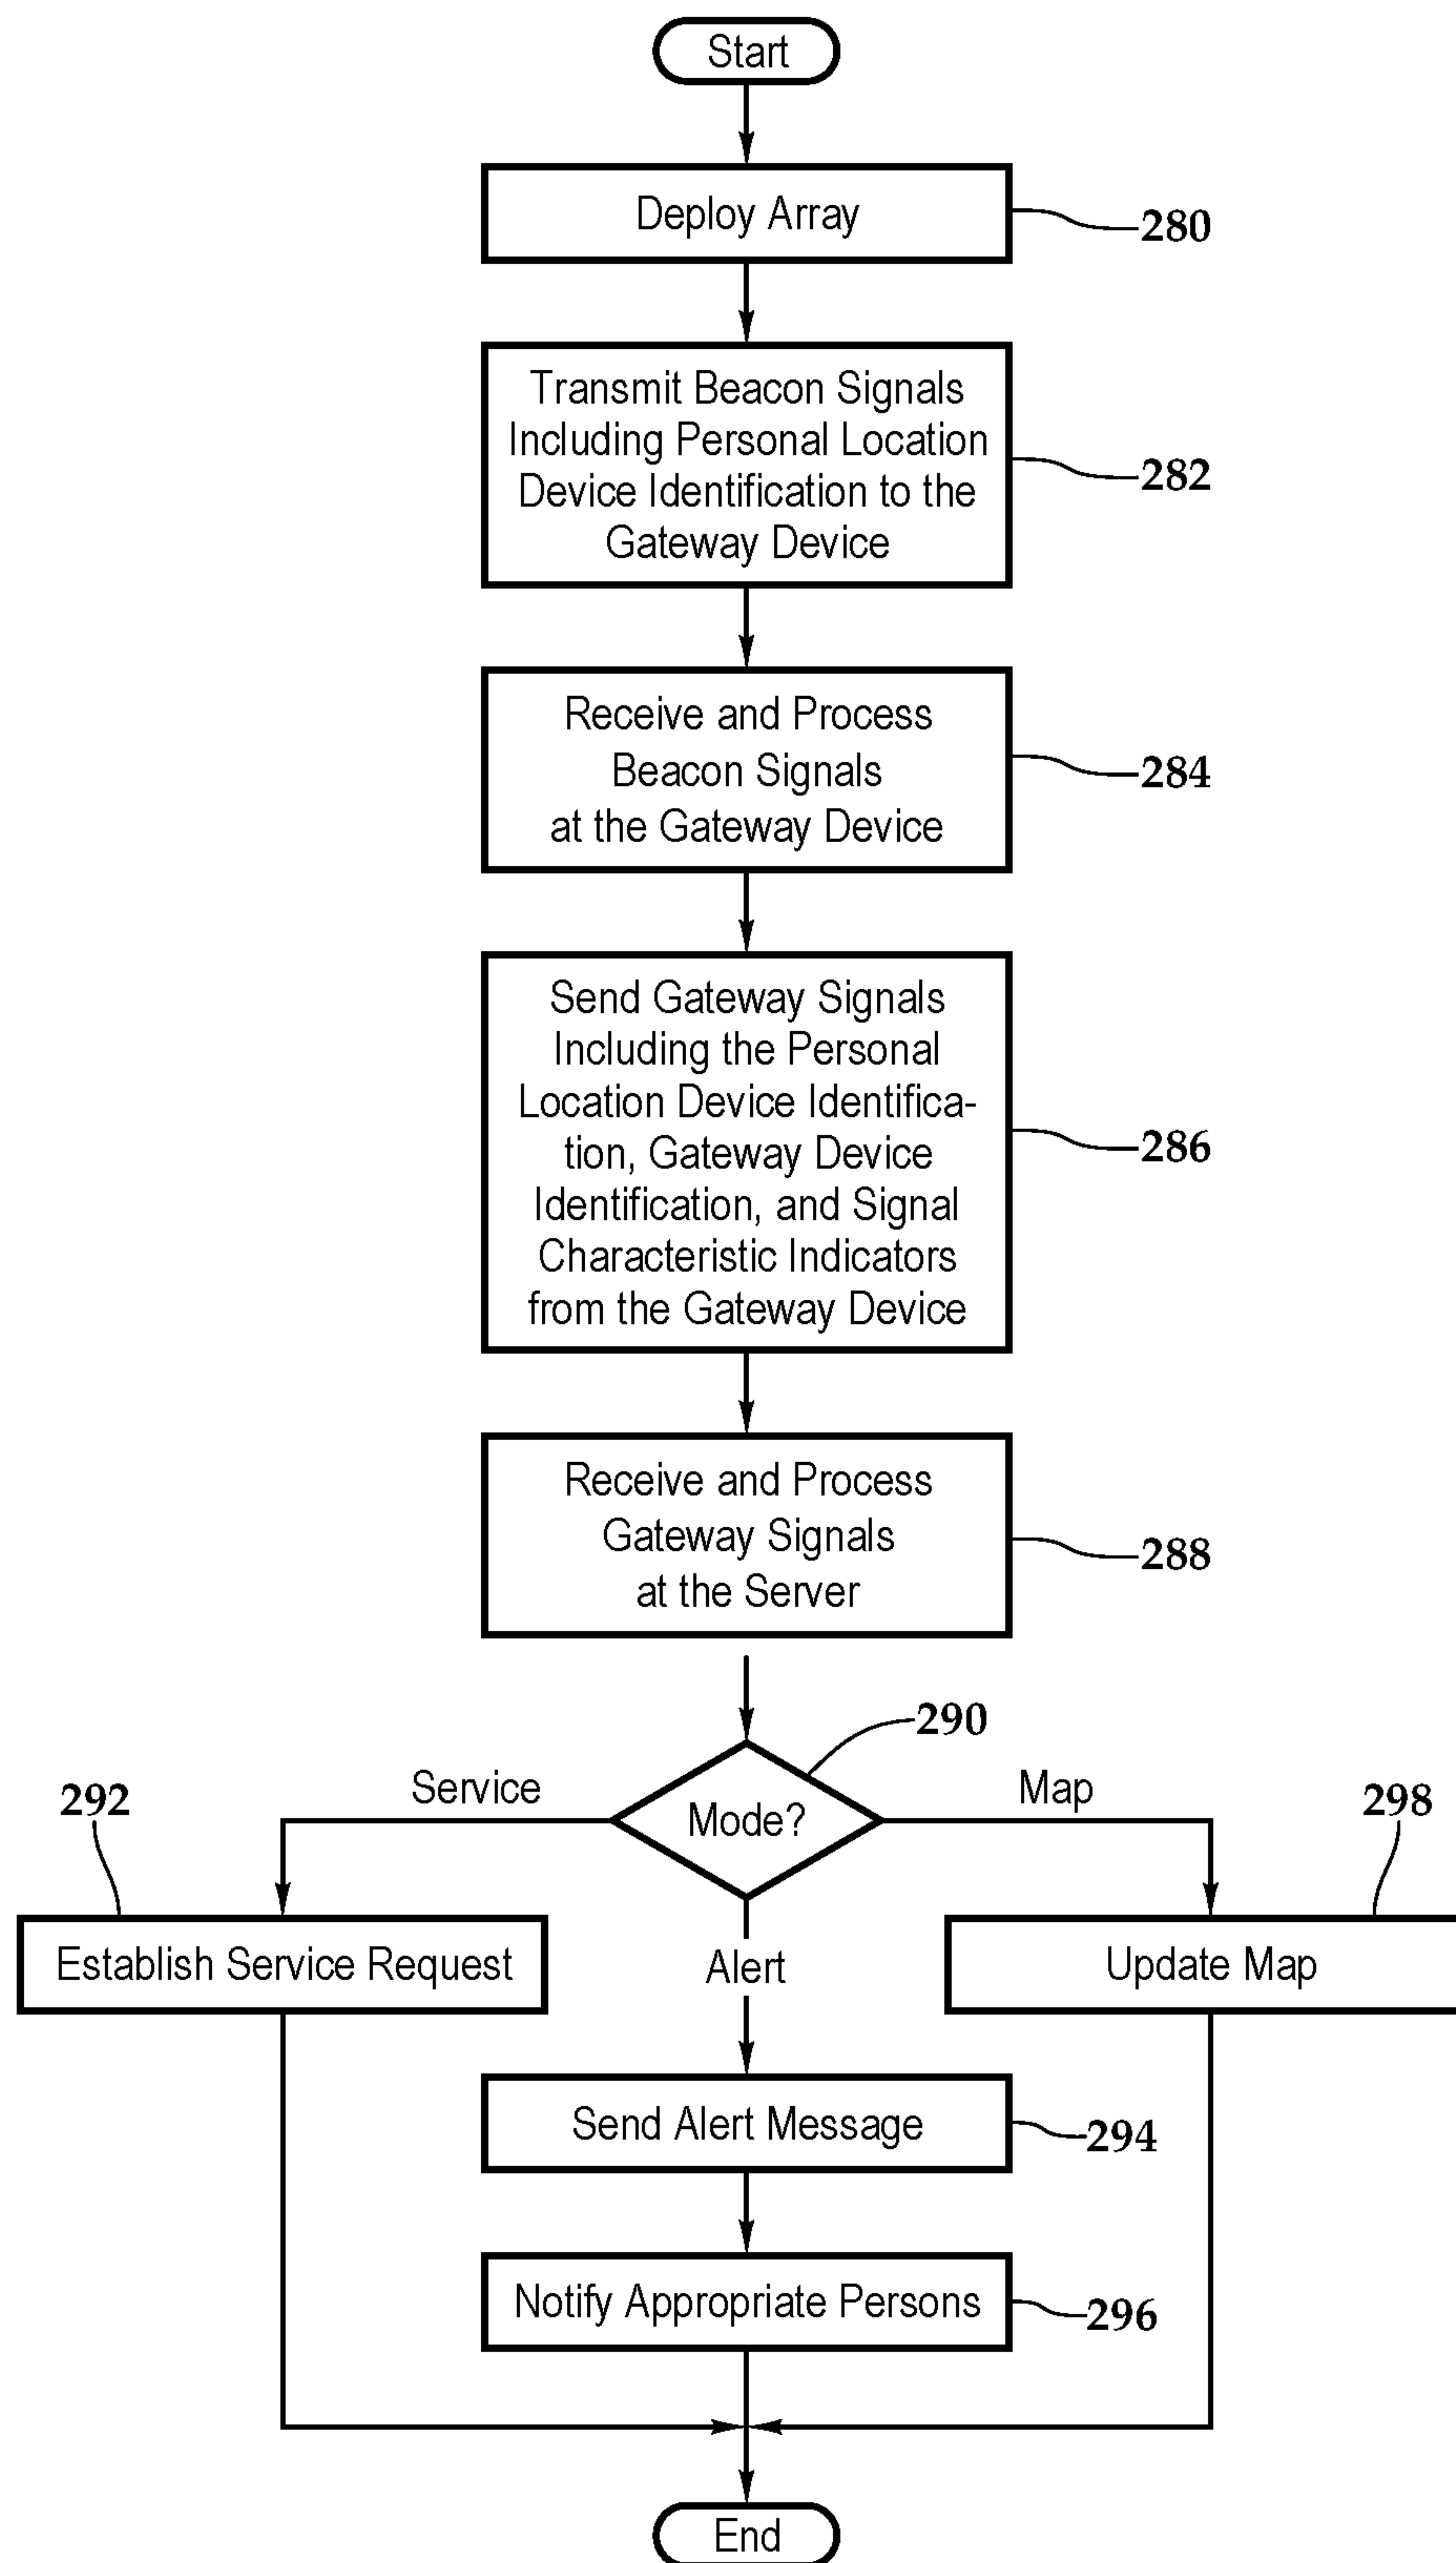 Start
Deploy Array
280
Transmit Beacon Signals
Including Personal Location
Device Identification to the
Gateway Device
282
Receive and Process
Beacon Signals
at the Gateway Device
284
Send Gateway Signals
Including the Personal
Location Device Identifica-
tion, Gateway Device
Identification, and Signal
Characteristic Indicators
from the Gateway Device
286
Receive and Process
Gateway Signals
at the Server
288
290
Mode?
Service
Map
292
298
Establish Service Request
Alert
Update Map
Send Alert Message
294
Notify Appropriate Persons
296
End